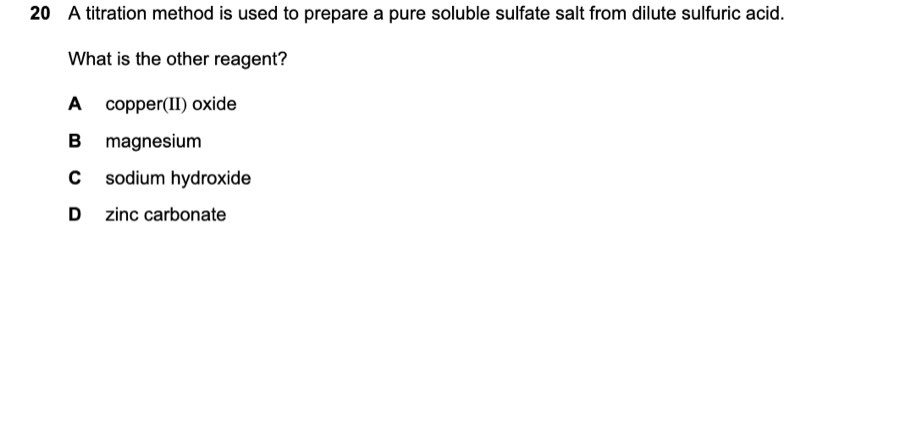 20 A titration method is used to prepare a pure soluble sulfate salt from dilute sulfuric acid.
What is the other reagent?
A copper(II) oxide
B magnesium
C sodium hydroxide
D zinc carbonate